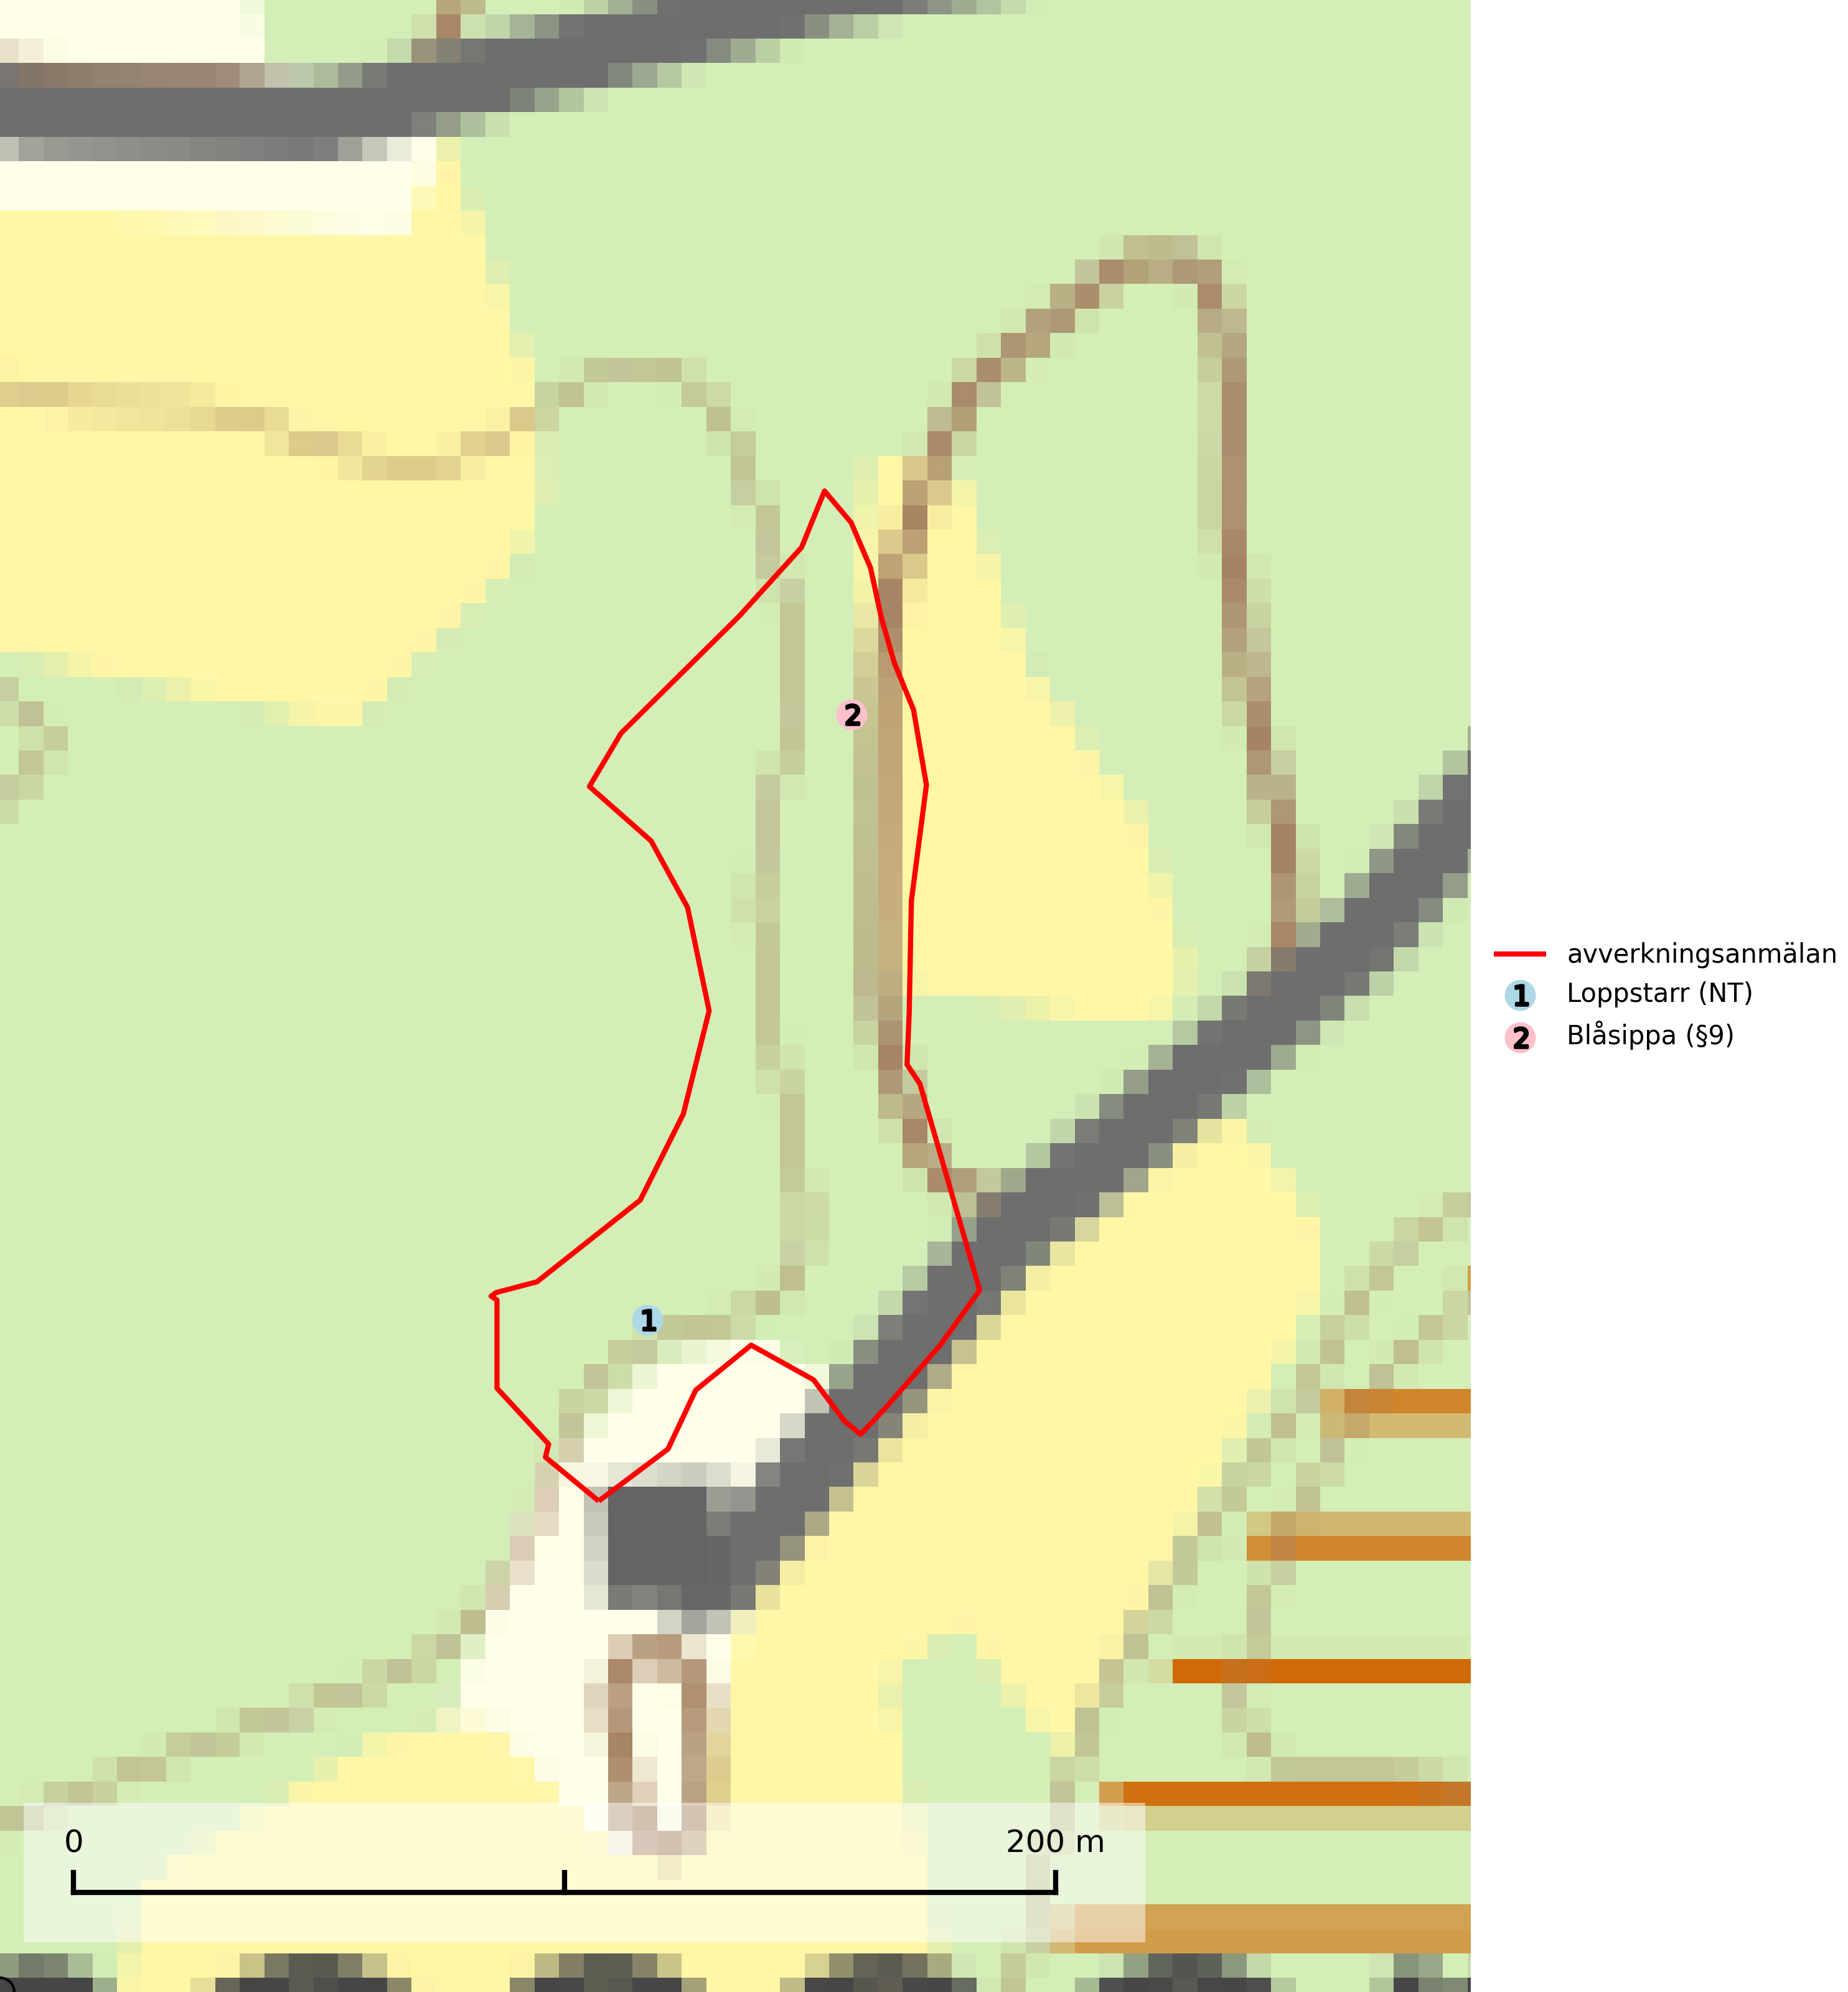 2
1
avverkningsanmälan
1 Loppstarr (NT)
2 Blåsippa (§9)
0 200 m